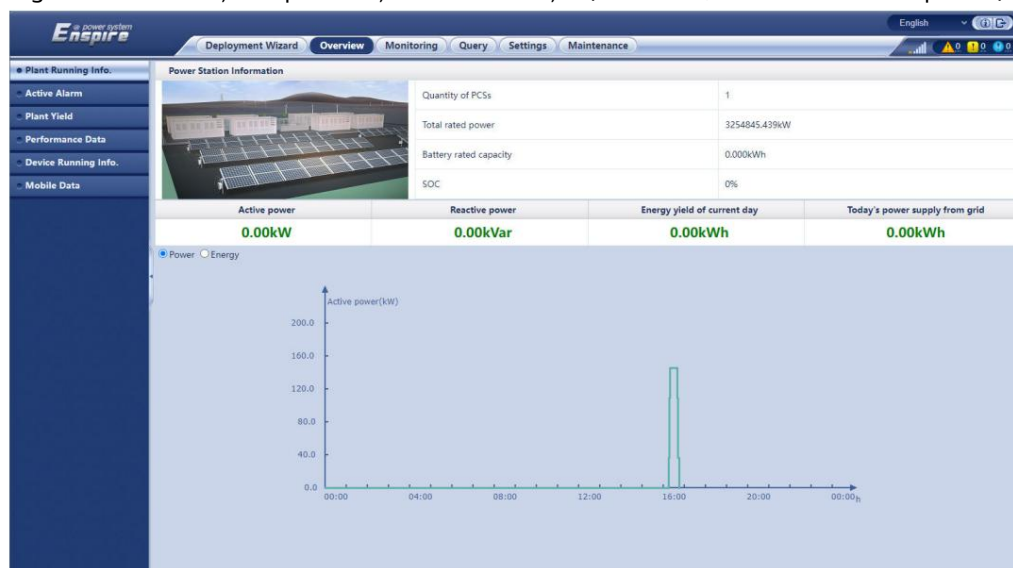 a power system
Enspire
English
Deployment Wizard Overview Monitoring Query Settings Maintenance
0 0 0
Plant Running Info.
Active Alarm
Plant Yield
Performance Data
Device Running Info.
Mobile Data
Power Station Information
Quantity of PCSs 1
Total rated power 3254845.439kW
Battery rated capacity 0.000kWh
SOC 0%
Active power Reactive power Energy yield of current day Today's power supply from grid
0.00kW 0.00kVar 0.00kWh 0.00kWh
Power Energy
Active power(kW)
200.0
160.0
120.0
80.0
40.0
0.0
00:00 04:00 08:00 12:00 16:00 20:00 00:00 h